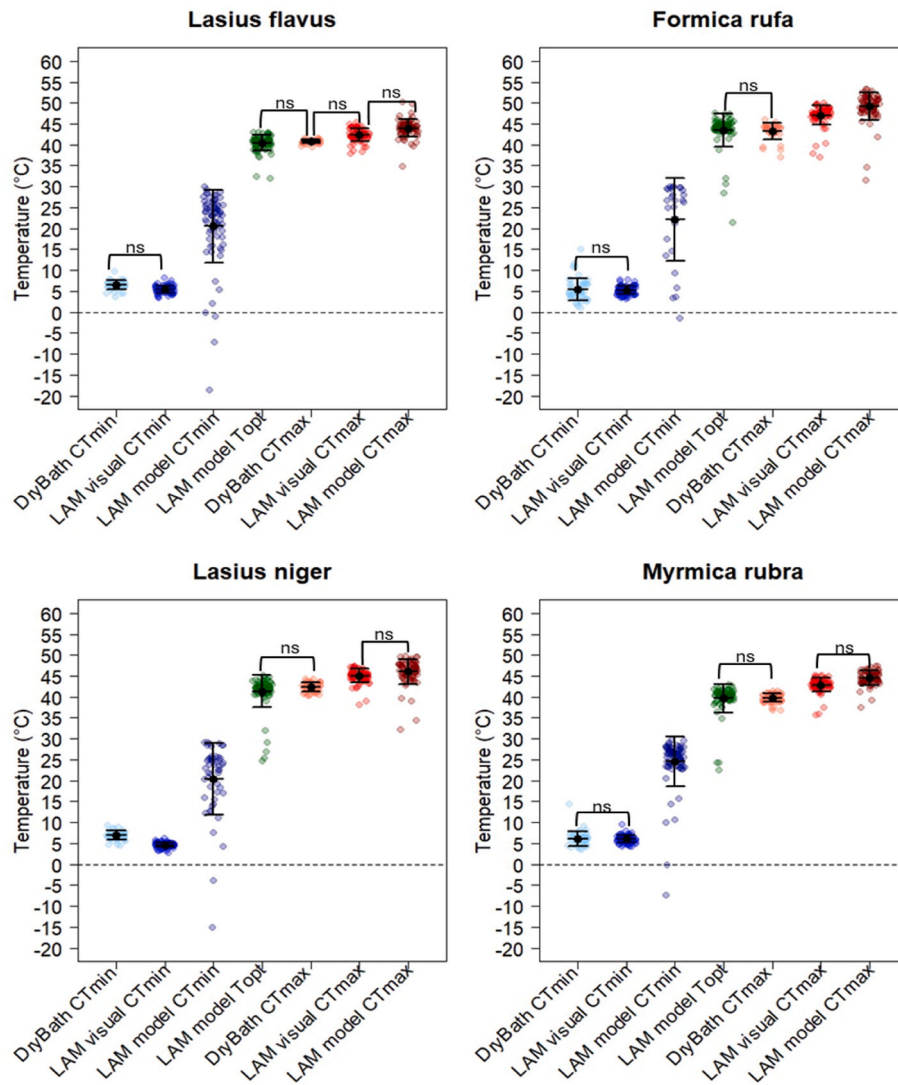 Lasius flavus
Temperature (°C)
60
55
50
45
40
35
30
25
20
15
10
5
0
-5
-10
-15
-20
ns
ns
ns
ns
DryBath CTmin
LAM visual CTmin
LAM model CTmin
LAM model Topt
DryBath CTmax
LAM visual CTmax
LAM model CTmax
Formica rufa
Temperature (°C)
60
55
50
45
40
35
30
25
20
15
10
5
0
-5
-10
-15
-20
ns
ns
DryBath CTmin
LAM visual CTmin
LAM model CTmin
LAM model Topt
DryBath CTmax
LAM visual CTmax
LAM model CTmax
Lasius niger
Temperature (°C)
60
55
50
45
40
35
30
25
20
15
10
5
0
-5
-10
-15
-20
ns
ns
DryBath CTmin
LAM visual CTmin
LAM model CTmin
LAM model Topt
DryBath CTmax
LAM visual CTmax
LAM model CTmax
Myrmica rubra
Temperature (°C)
60
55
50
45
40
35
30
25
20
15
10
5
0
-5
-10
-15
-20
ns
ns
ns
DryBath CTmin
LAM visual CTmin
LAM model CTmin
LAM model Topt
DryBath CTmax
LAM visual CTmax
LAM model CTmax